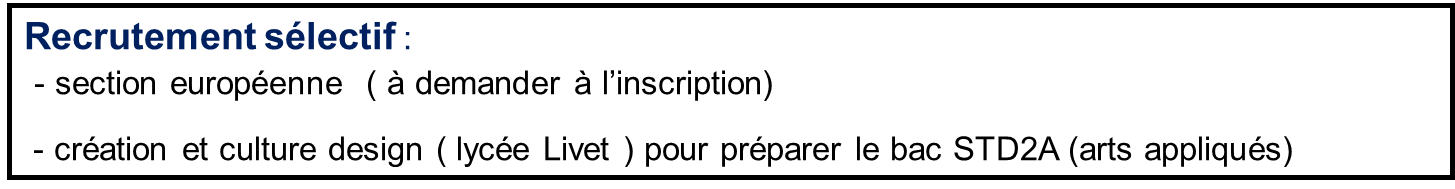 Recrutement sélectif :
- section européenne ( à demander à l’inscription)
- création et culture design ( lycée Livet ) pour préparer le bac STD2A (arts appliqués)